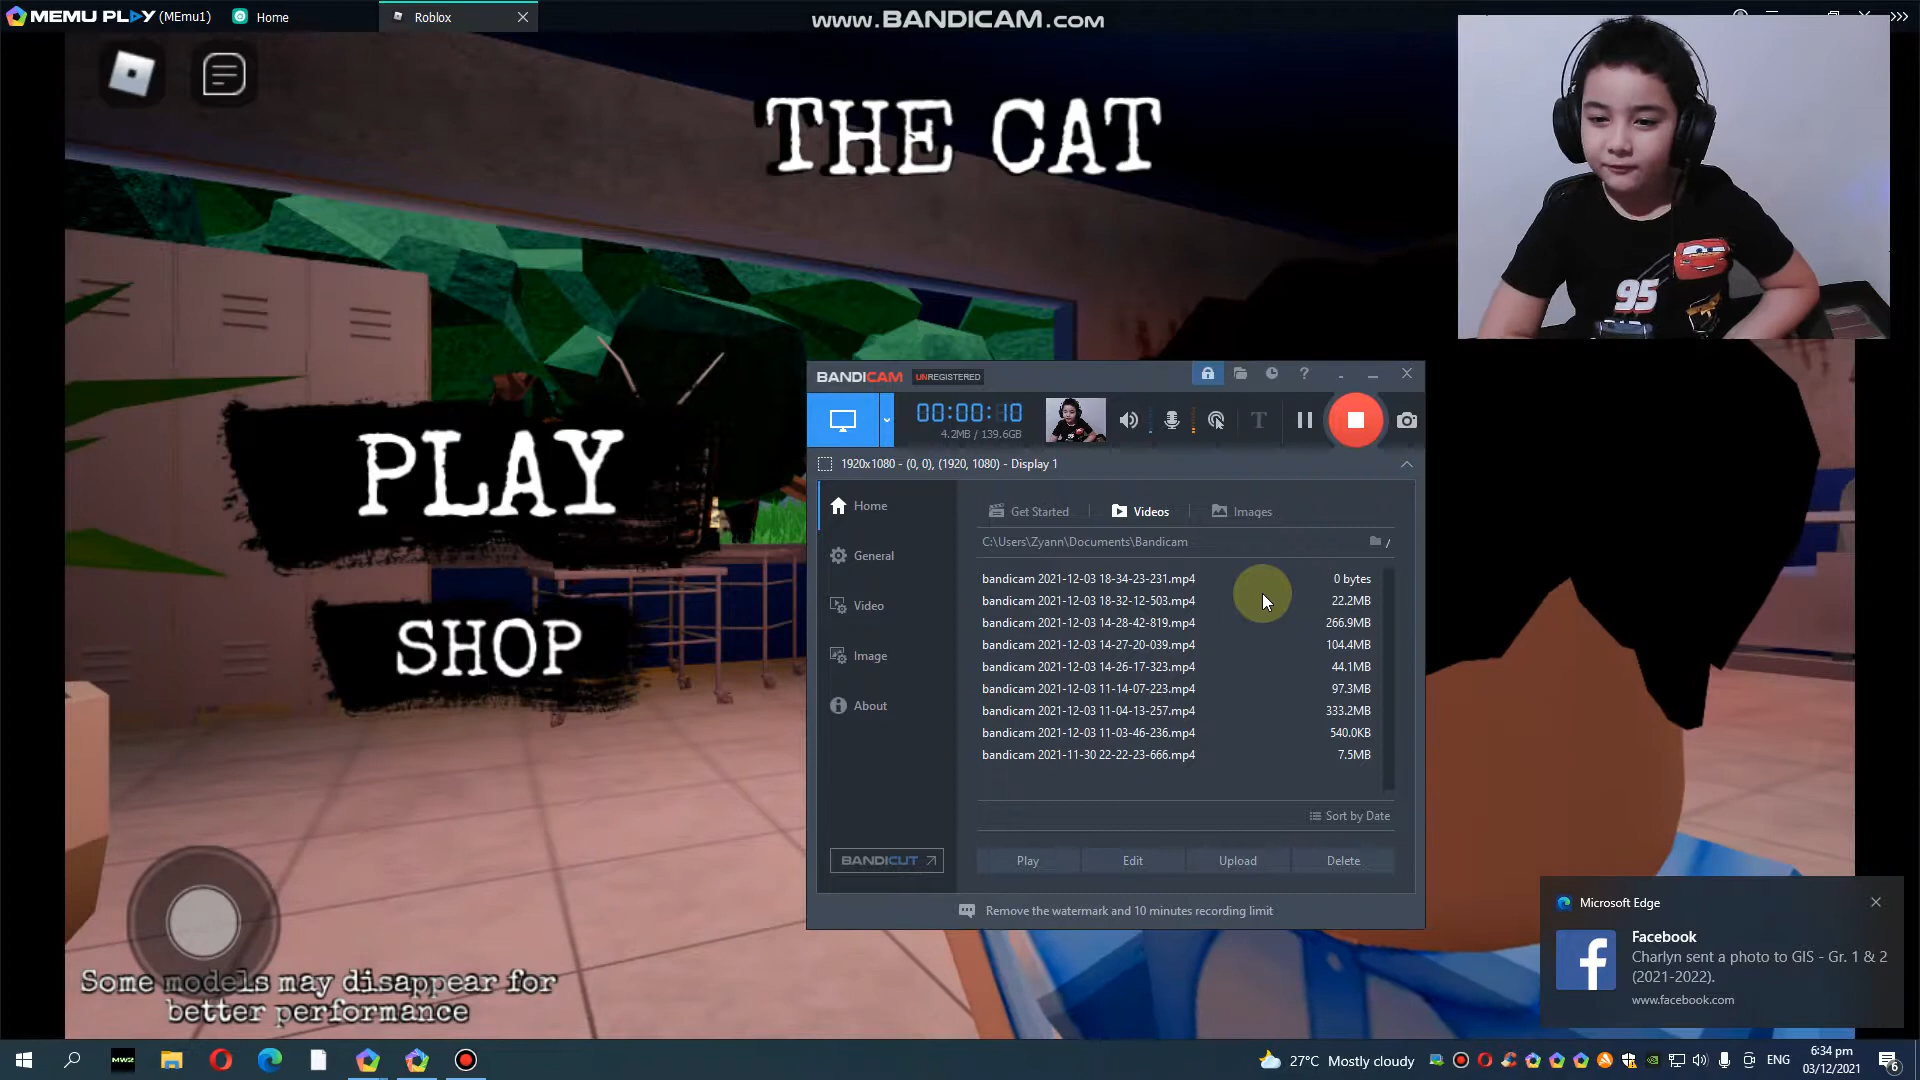 MEMU PLAY (MEmu1)
Home
Roblox
WWW.BANDICAM.COM
THE CAT
95
PLAY
SHOP
Some models may disappear for
better performance
BANDICAM UNREGISTERED
?
00:00:10
4.2MB / 139.6GB
T
1920x1080 - (0, 0), (1920, 1080) - Display 1
Home
General
Video
Image
About
BANDICUT
Get Started
Videos
Images
C:\Users\Zyann\Documents\Bandicam
/
bandicam 2021-12-03 18-34-23-231.mp4 0 bytes
bandicam 2021-12-03 18-32-12-503.mp4 22.2MB
bandicam 2021-12-03 14-28-42-819.mp4 266.9MB
bandicam 2021-12-03 14-27-20-039.mp4 104.4MB
bandicam 2021-12-03 14-26-17-323.mp4 44.1MB
bandicam 2021-12-03 11-14-07-223.mp4 97.3MB
bandicam 2021-12-03 11-04-13-257.mp4 333.2MB
bandicam 2021-12-03 11-03-46-236.mp4 540.0KB
bandicam 2021-11-30 22-22-23-666.mp4 7.5MB
Sort by Date
Play Edit Upload Delete
Remove the watermark and 10 minutes recording limit
Microsoft Edge
Facebook
Charlyn sent a photo to GIS - Gr. 1 & 2
(2021-2022).
www.facebook.com
27°C Mostly cloudy
ENG
6:34 pm
03/12/2021
6